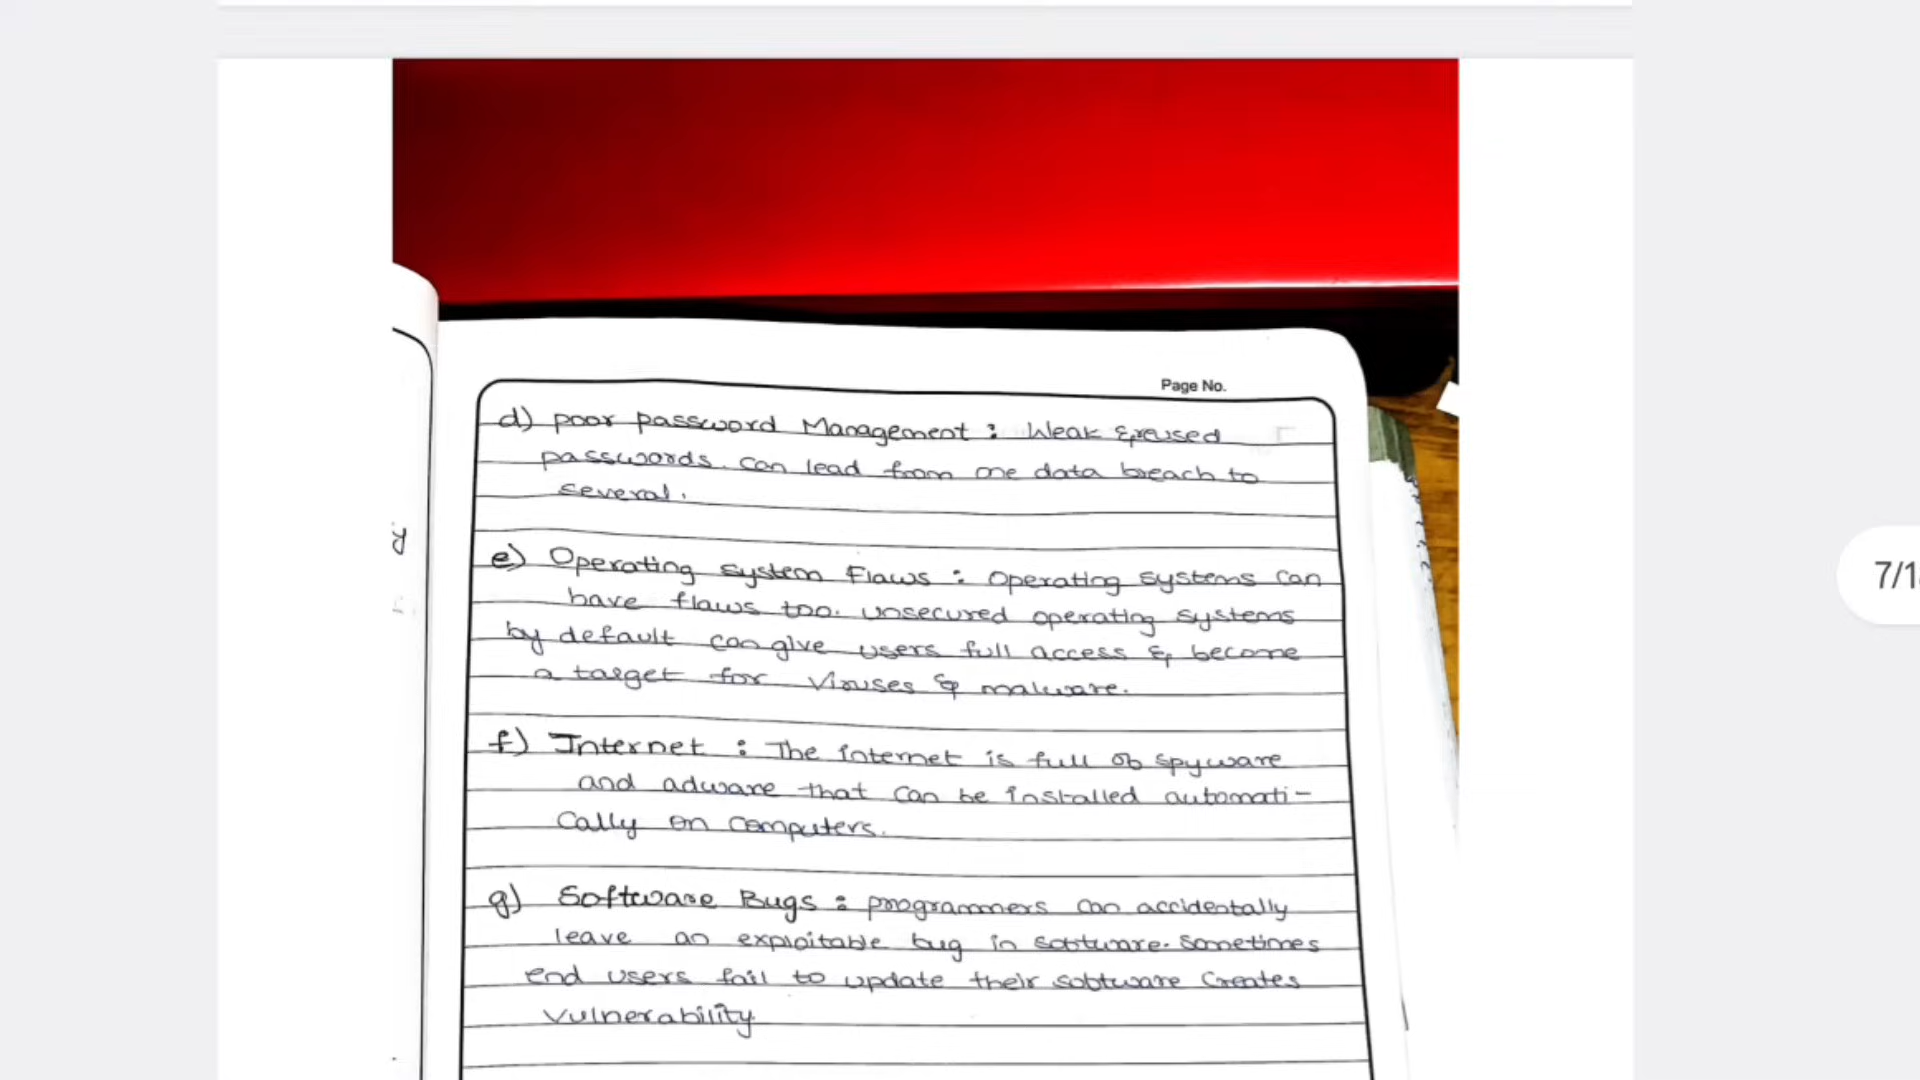 Page No.
d) poor password Management : Weak & reused
passwords. can lead from one data breach to
several.
e) Operating system Flaws : Operating systems can
have flaws too. unsecured operating systems
by default can give users full access & become
a target for viruses & malware.
f) Internet : The internet is full of spyware
and adware that can be installed automati-
cally on computers.
g) Software Bugs : programmers can accidentally
leave an exploitable bug in software. Sometimes
end users fail to update their software creates
vulnerability
7/1